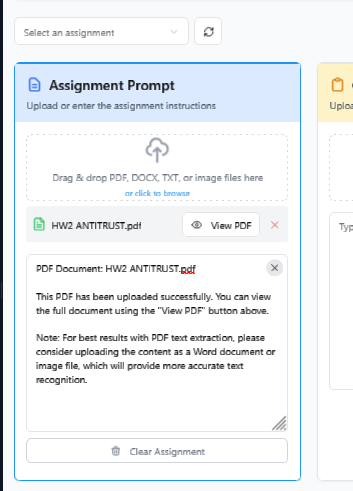 Select an assignment
Assignment Prompt
Upload or enter the assignment instructions
Drag & drop PDF, DOCX, TXT, or image files here
or click to browse
HW2 ANTITRUST.pdf
View PDF
PDF Document: HW2 ANTITRUST.pdf
This PDF has been uploaded successfully. You can view
the full document using the "View PDF" button above.
Note: For best results with PDF text extraction, please
consider uploading the content as a Word document or
image file, which will provide more accurate text
recognition.
Clear Assignment